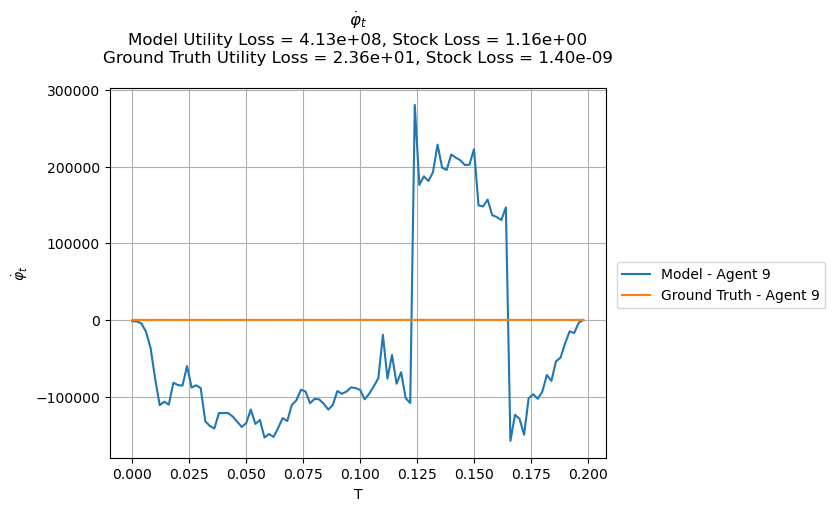 φ̇ₜ
Model Utility Loss = 4.13e+08, Stock Loss = 1.16e+00
Ground Truth Utility Loss = 2.36e+01, Stock Loss = 1.40e-09
300000
200000
100000
0
−100000
φ̇ₜ
0.000 0.025 0.050 0.075 0.100 0.125 0.150 0.175 0.200
T
Model - Agent 9
Ground Truth - Agent 9